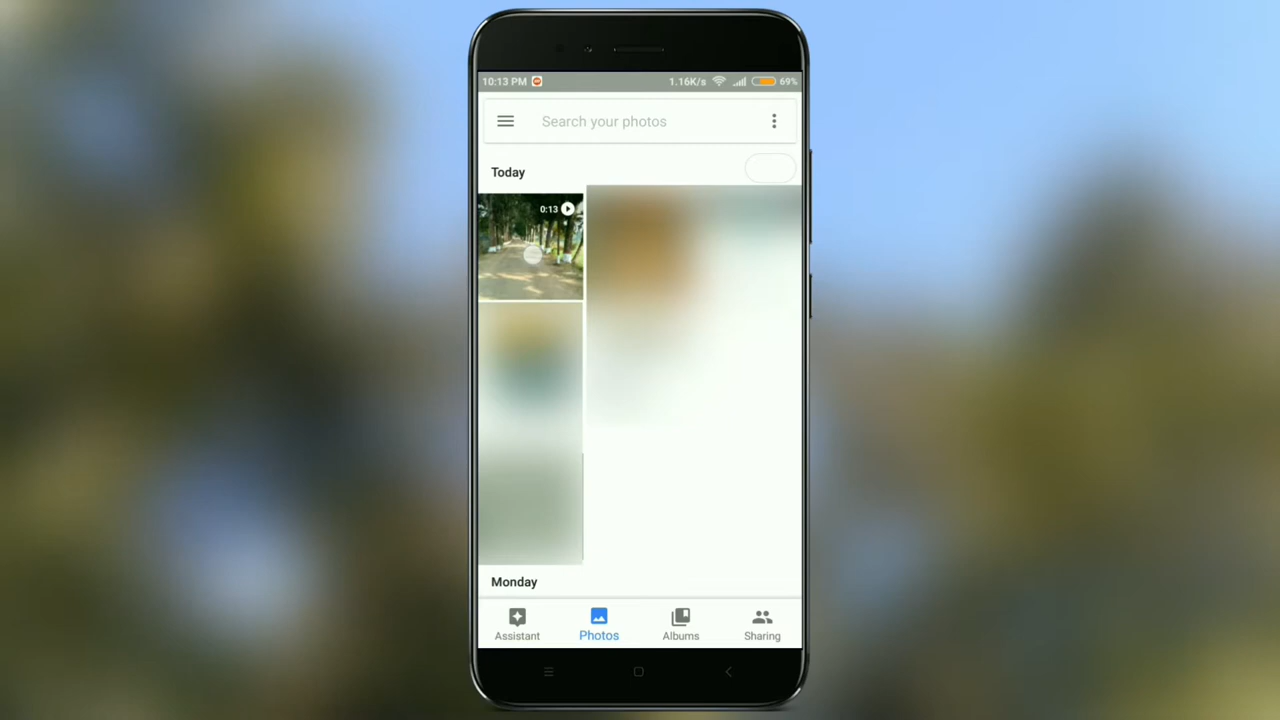 10:13 PM 1.16K/s 69%
Search your photos
Today
0:13
Monday
Assistant Photos Albums Sharing